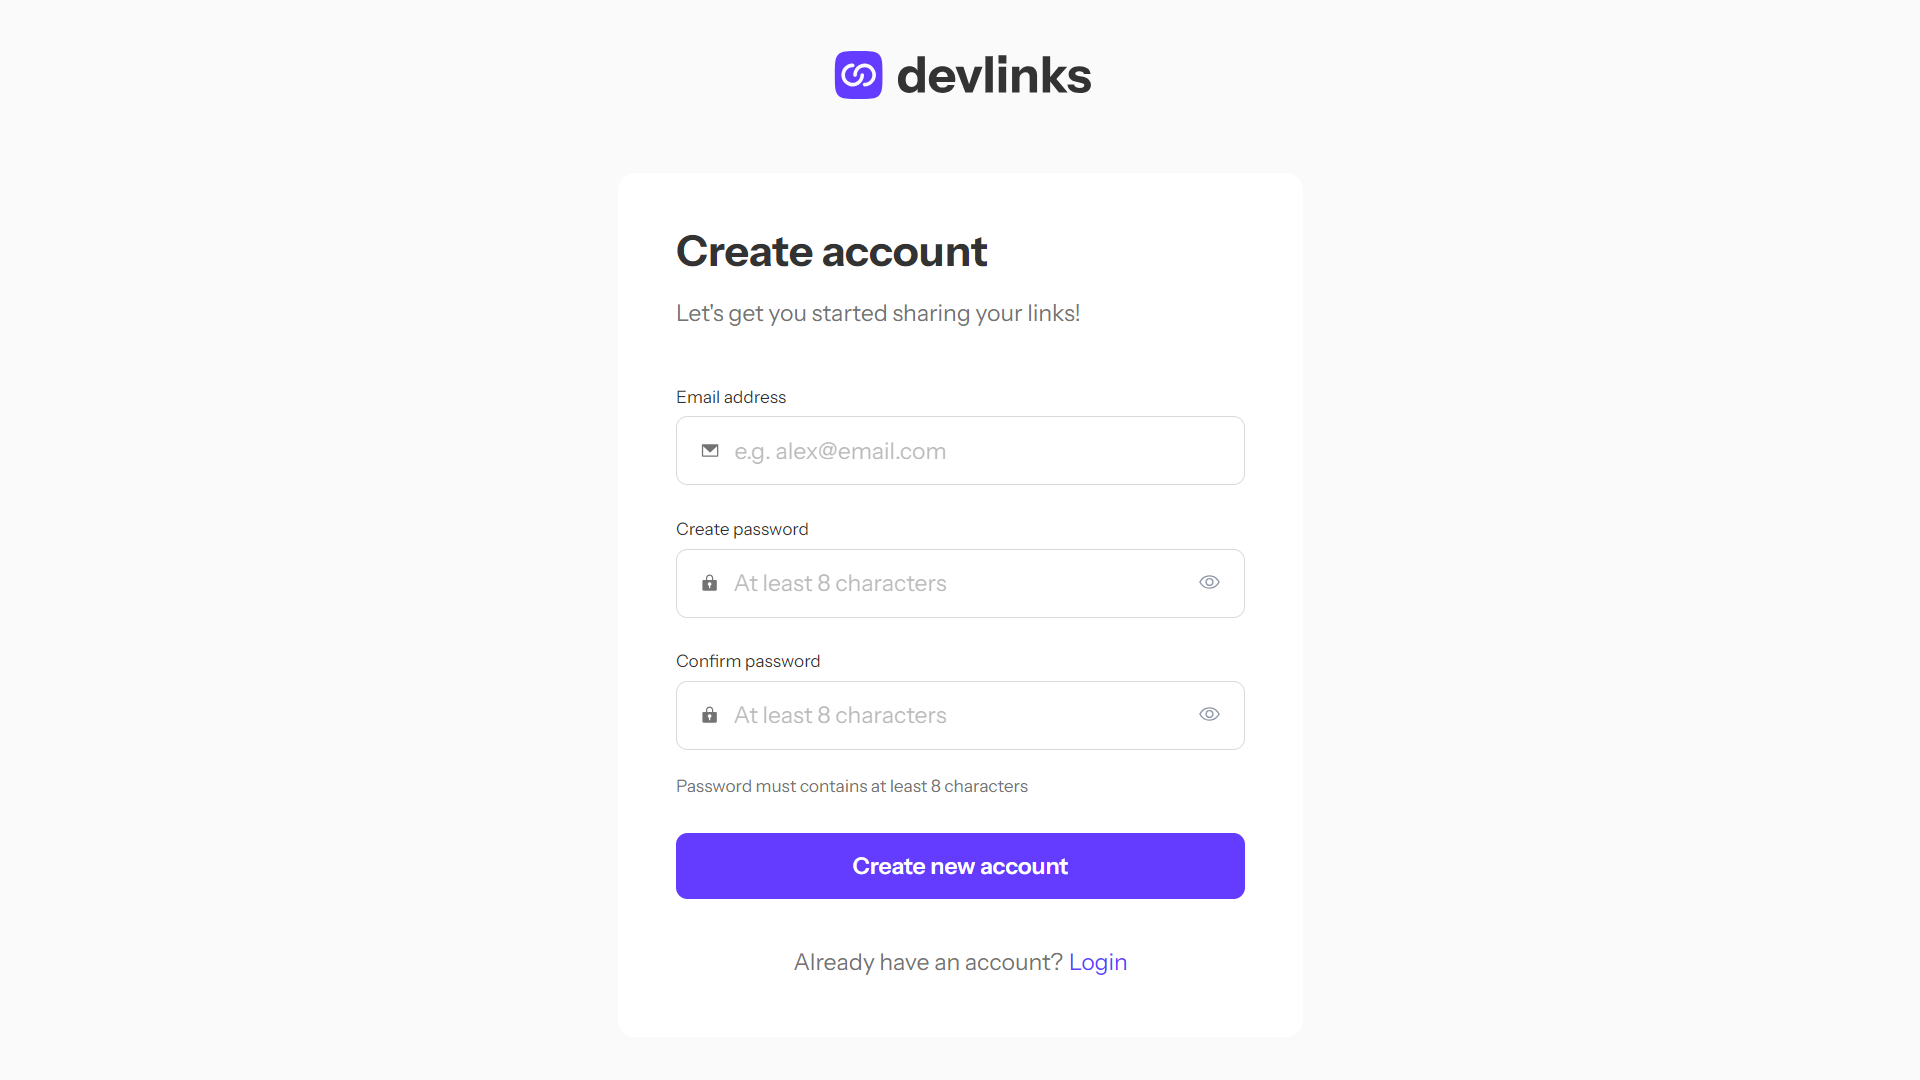 devlinks
Create account
Let's get you started sharing your links!
Email address
e.g. alex@email.com
Create password
At least 8 characters
Confirm password
At least 8 characters
Password must contains at least 8 characters
Create new account
Already have an account? Login